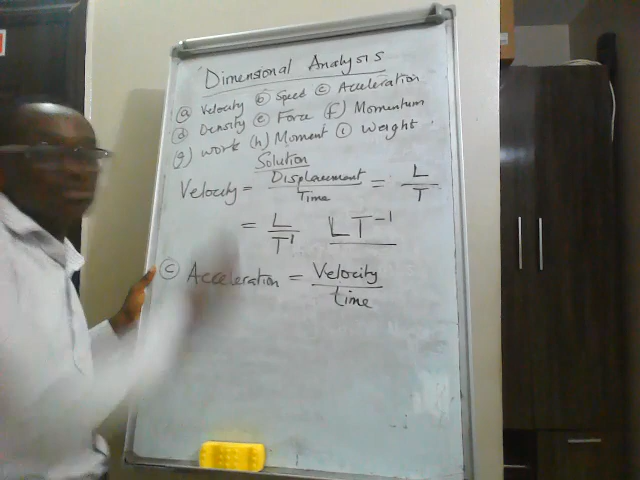 Dimensional Analysis
(a) Velocity (b) Speed (c) Acceleration
(d) Density (e) Force (f) Momentum
g) work (h) Moment (i) Weight
Solution
Velocity = Displacement/Time = L/T
= L/T¹ LT⁻¹
(c) Acceleration = Velocity/time